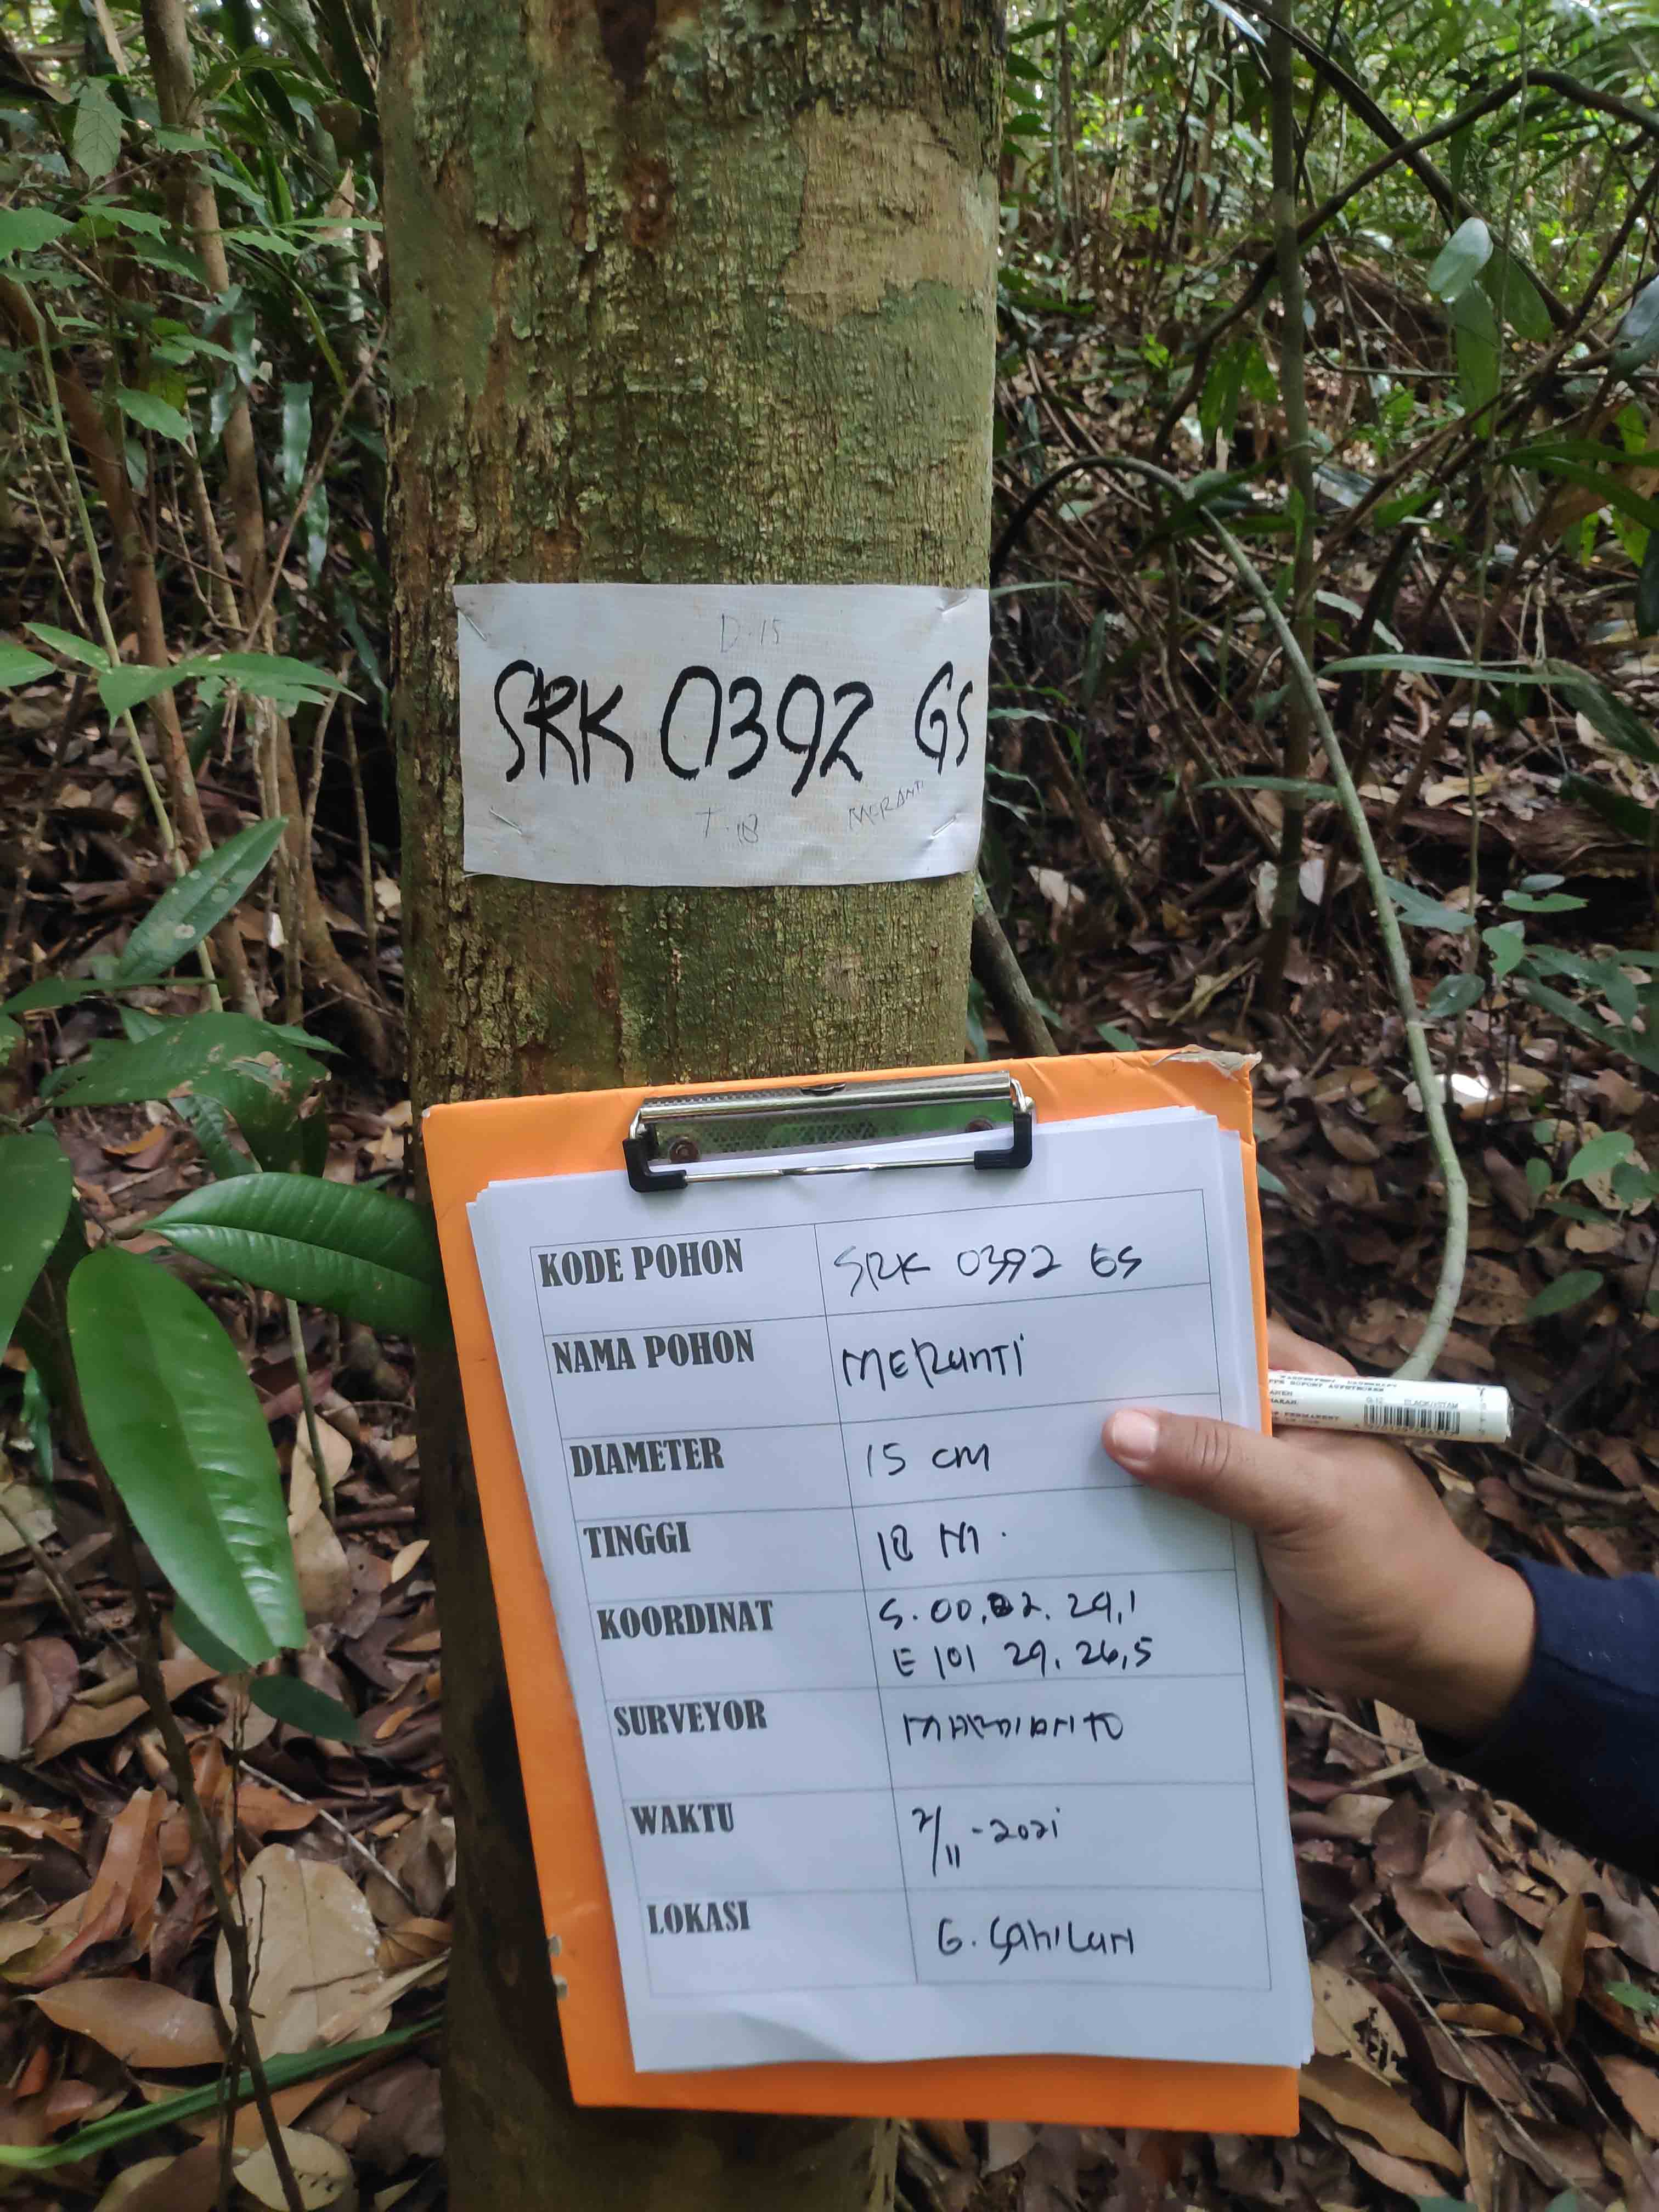 D.15
SRK 0392 GS
T.18
MERANTI
KODE POHON SRK 0392 GS
NAMA POHON MERANTI
DIAMETER 15 cm
TINGGI 18 M.
KOORDINAT S. 00, 02. 29,1
E 101 29. 26,5
SURVEYOR MARDIANTO
WAKTU 2/11-2021
LOKASI G. SAHILAN
PERMANENT